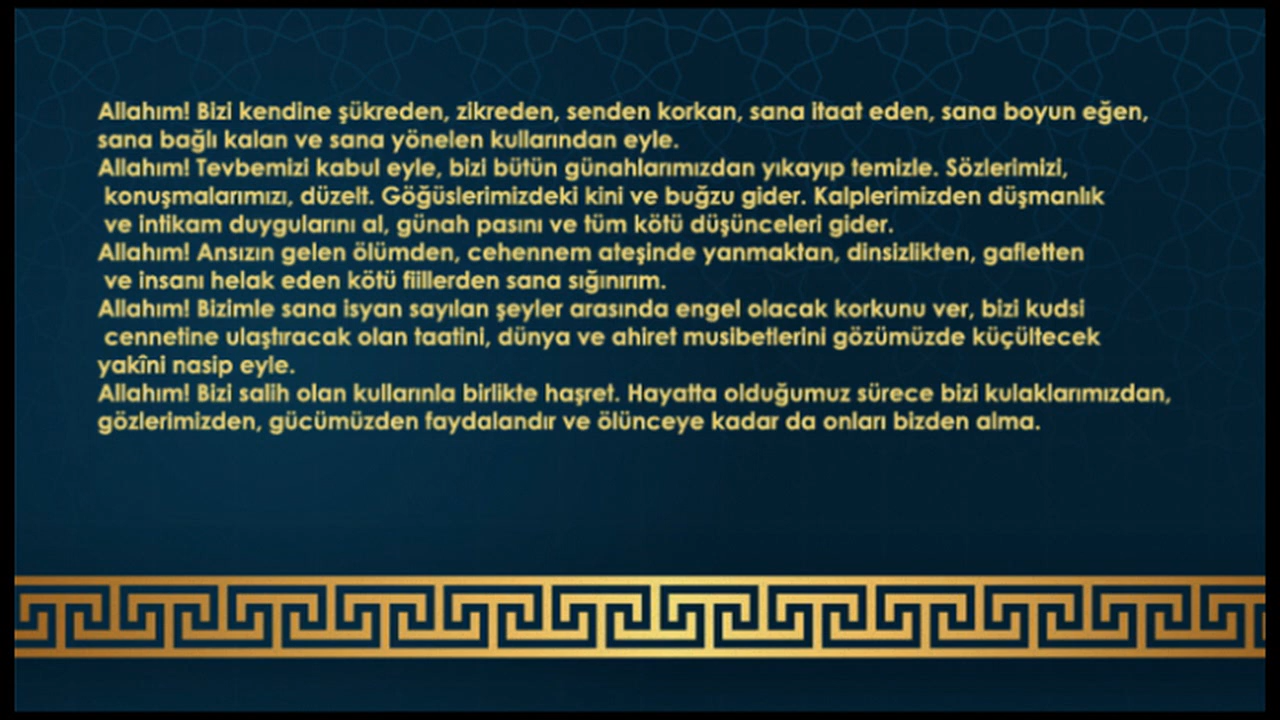 Allahım! Bizi kendine şükreden, zikreden, senden korkan, sana itaat eden, sana boyun eğen,
sana bağlı kalan ve sana yönelen kullarından eyle.
Allahım! Tevbemizi kabul eyle, bizi bütün günahlarımızdan yıkayıp temizle. Sözlerimizi,
konuşmalarımızı, düzelt. Göğüslerimizdeki kini ve buğzu gider. Kalplerimizden düşmanlık
ve intikam duygularını al, günah pasını ve tüm kötü düşünceleri gider.
Allahım! Ansızın gelen ölümden, cehennem ateşinde yanmaktan, dinsizlikten, gafletten
ve insanı helak eden kötü fiillerden sana sığınırım.
Allahım! Bizimle sana isyan sayılan şeyler arasında engel olacak korkunu ver, bizi kudsi
cennetine ulaştıracak olan taatini, dünya ve ahiret musibetlerini gözümüzde küçültecek
yakîni nasip eyle.
Allahım! Bizi salih olan kullarınla birlikte haşret. Hayatta olduğumuz sürece bizi kulaklarımızdan,
gözlerimizden, gücümüzden faydalandır ve ölünceye kadar da onları bizden alma.